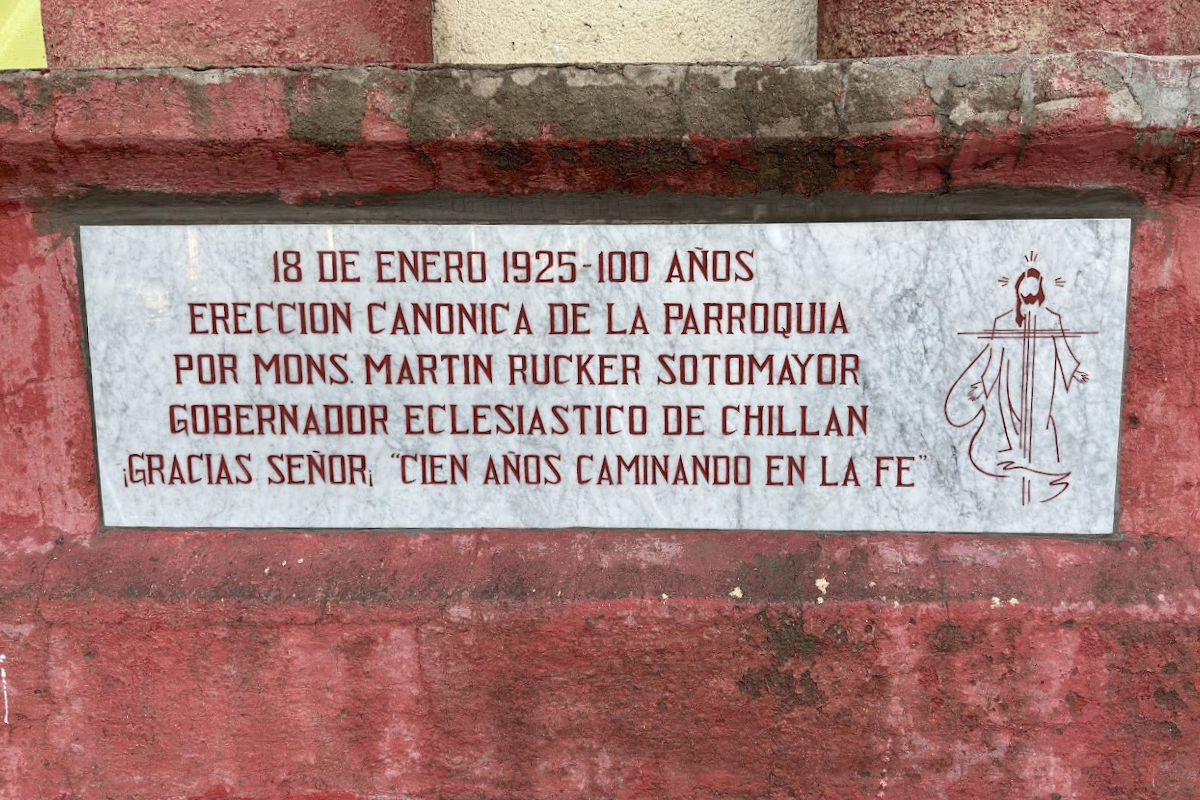 18 DE ENERO 1925-100 AÑOS
ERECCION CANONICA DE LA PARROQUIA
POR MONS. MARTIN RUCKER SOTOMAYOR
GOBERNADOR ECLESIASTICO DE CHILLAN
¡GRACIAS SEÑOR¡ “CIEN AÑOS CAMINANDO EN LA FE”